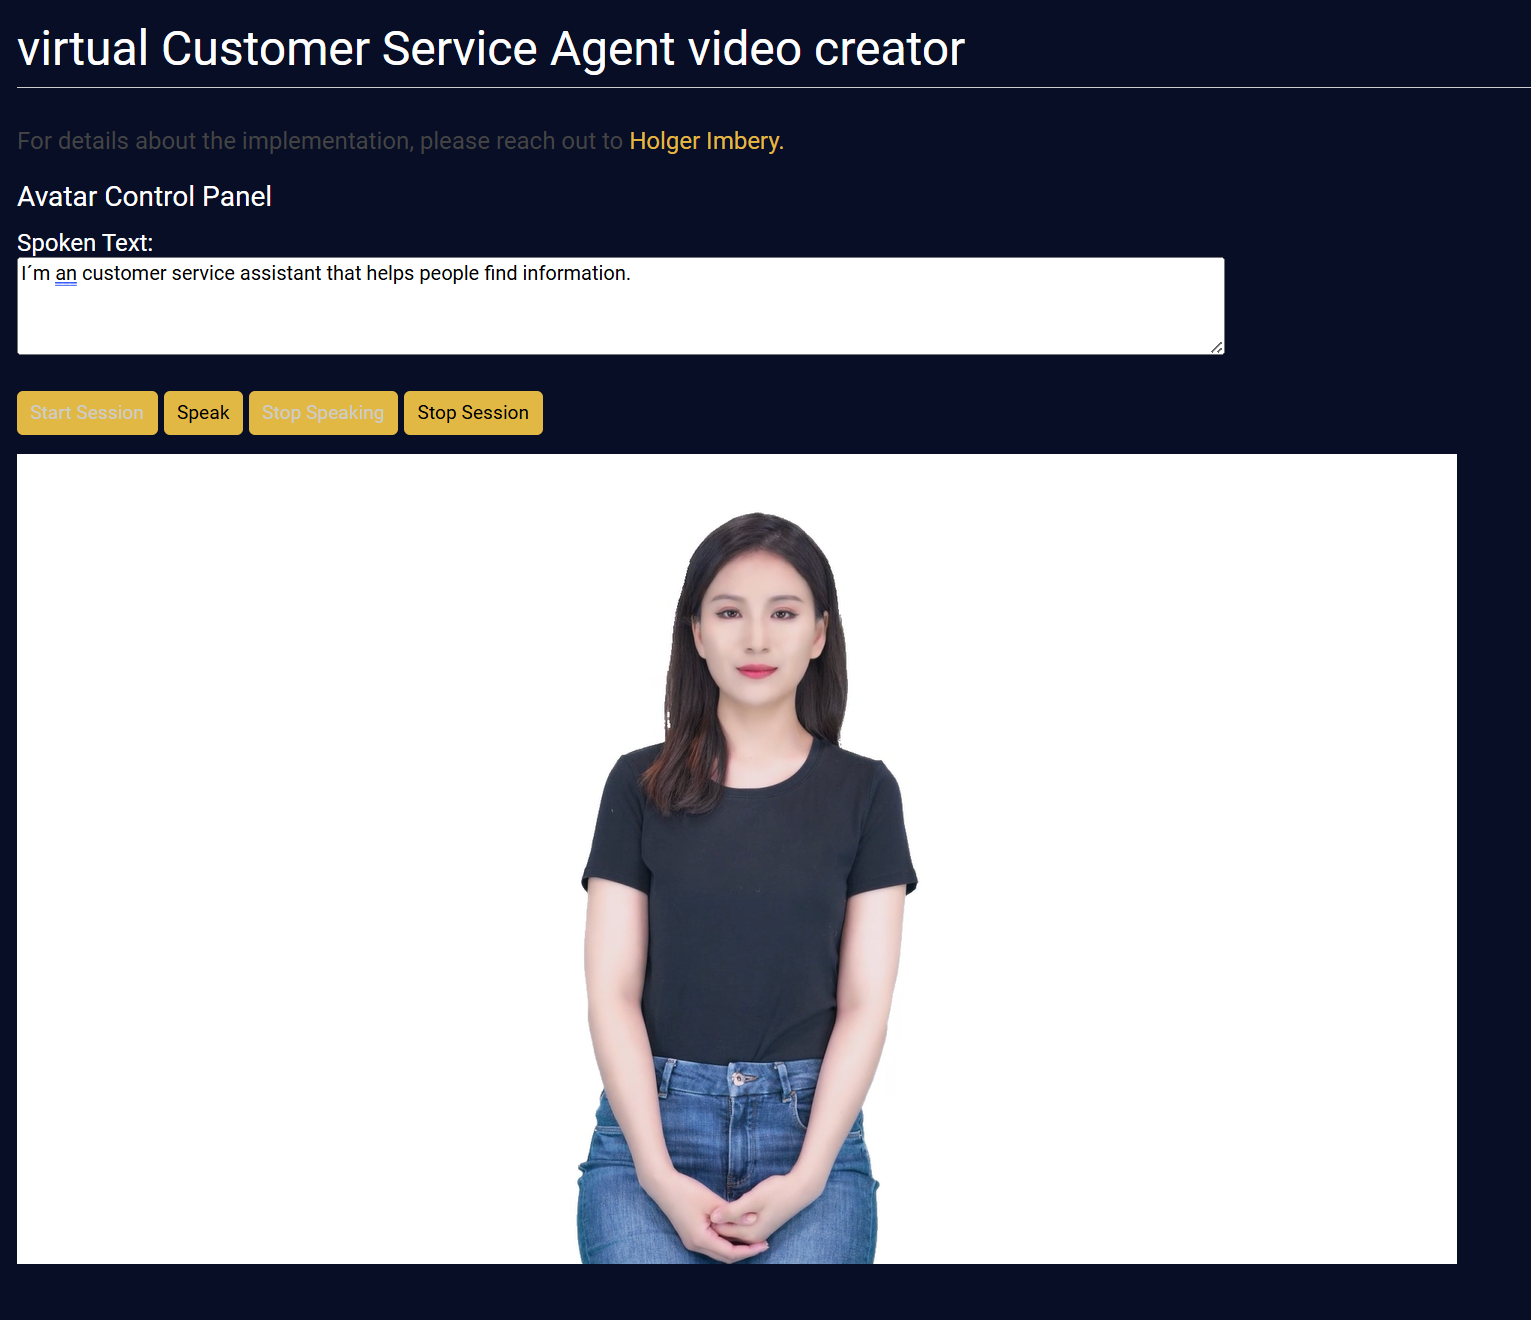 virtual Customer Service Agent video creator
For details about the implementation, please reach out to Holger Imbery.
Avatar Control Panel
Spoken Text:
I´m an customer service assistant that helps people find information.
Start Session Speak Stop Speaking Stop Session